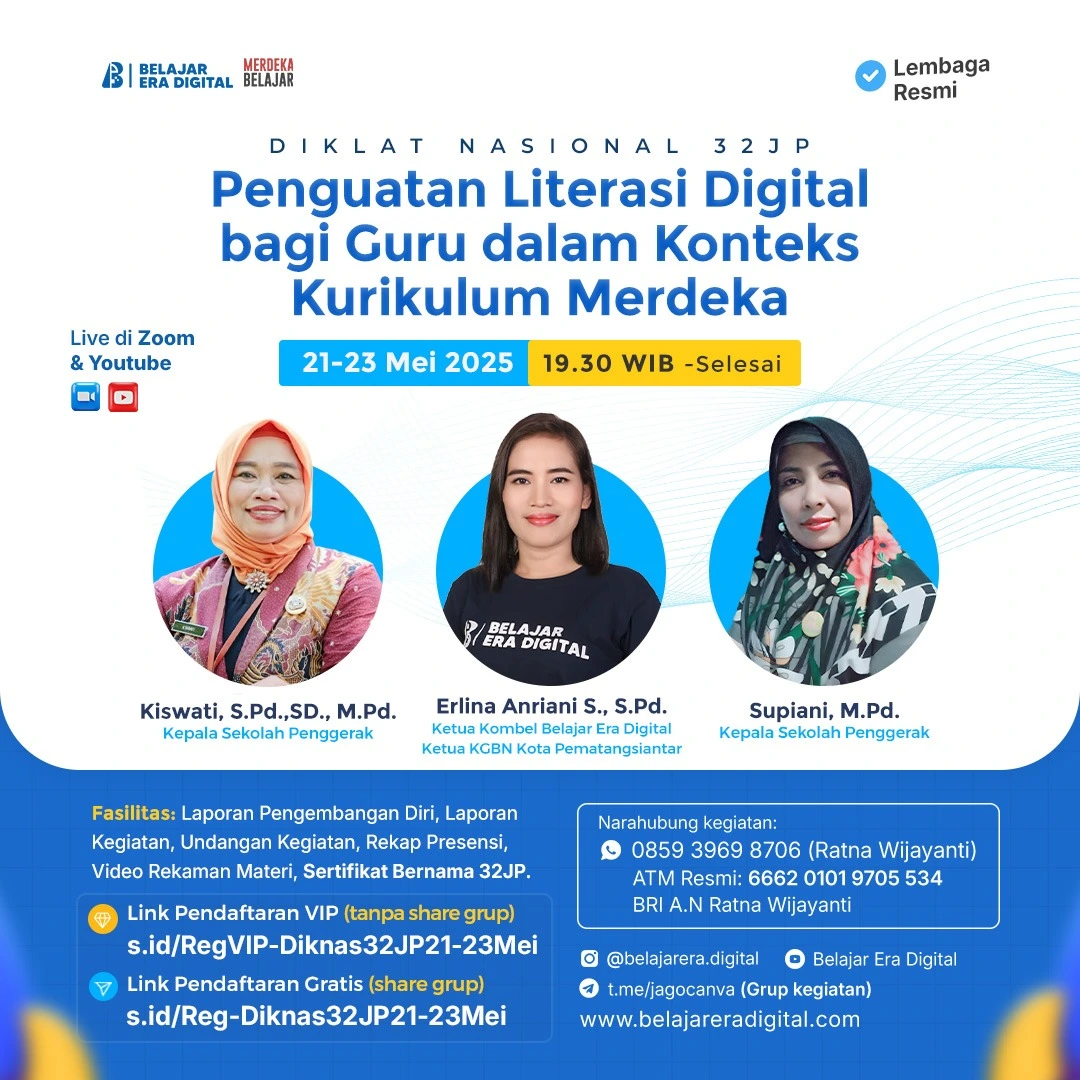 BELAJAR
ERA DIGITAL
MERDEKA
BELAJAR
Lembaga
Resmi
DIKLAT NASIONAL 32JP
Penguatan Literasi Digital
bagi Guru dalam Konteks
Kurikulum Merdeka
Live di Zoom
& Youtube
21-23 Mei 2025
19.30 WIB -Selesai
BELAJAR
ERA DIGITAL
Kiswati, S.Pd.,SD., M.Pd.
Kepala Sekolah Penggerak
Erlina Anriani S., S.Pd.
Ketua Kombel Belajar Era Digital
Ketua KGBN Kota Pematangsiantar
Supiani, M.Pd.
Kepala Sekolah Penggerak
Fasilitas: Laporan Pengembangan Diri, Laporan
Kegiatan, Undangan Kegiatan, Rekap Presensi,
Video Rekaman Materi, Sertifikat Bernama 32JP.
Link Pendaftaran VIP (tanpa share grup)
s.id/RegVIP-Diknas32JP21-23Mei
Link Pendaftaran Gratis (share grup)
s.id/Reg-Diknas32JP21-23Mei
Narahubung kegiatan:
0859 3969 8706 (Ratna Wijayanti)
ATM Resmi: 6662 0101 9705 534
BRI A.N Ratna Wijayanti
@belajarera.digital
Belajar Era Digital
t.me/jagocanva (Grup kegiatan)
www.belajareradigital.com